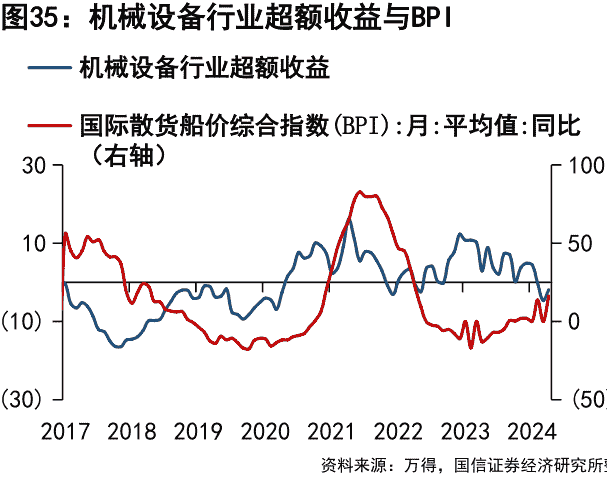 图35：机械设备行业超额收益与BPI
机械设备行业超额收益
国际散货船价综合指数(BPI):月:平均值:同比
（右轴）
30 100
10 50
(10) 0
(30) (50)
2017 2018 2019 2020 2021 2022 2023 2024
资料来源：万得，国信证券经济研究所整